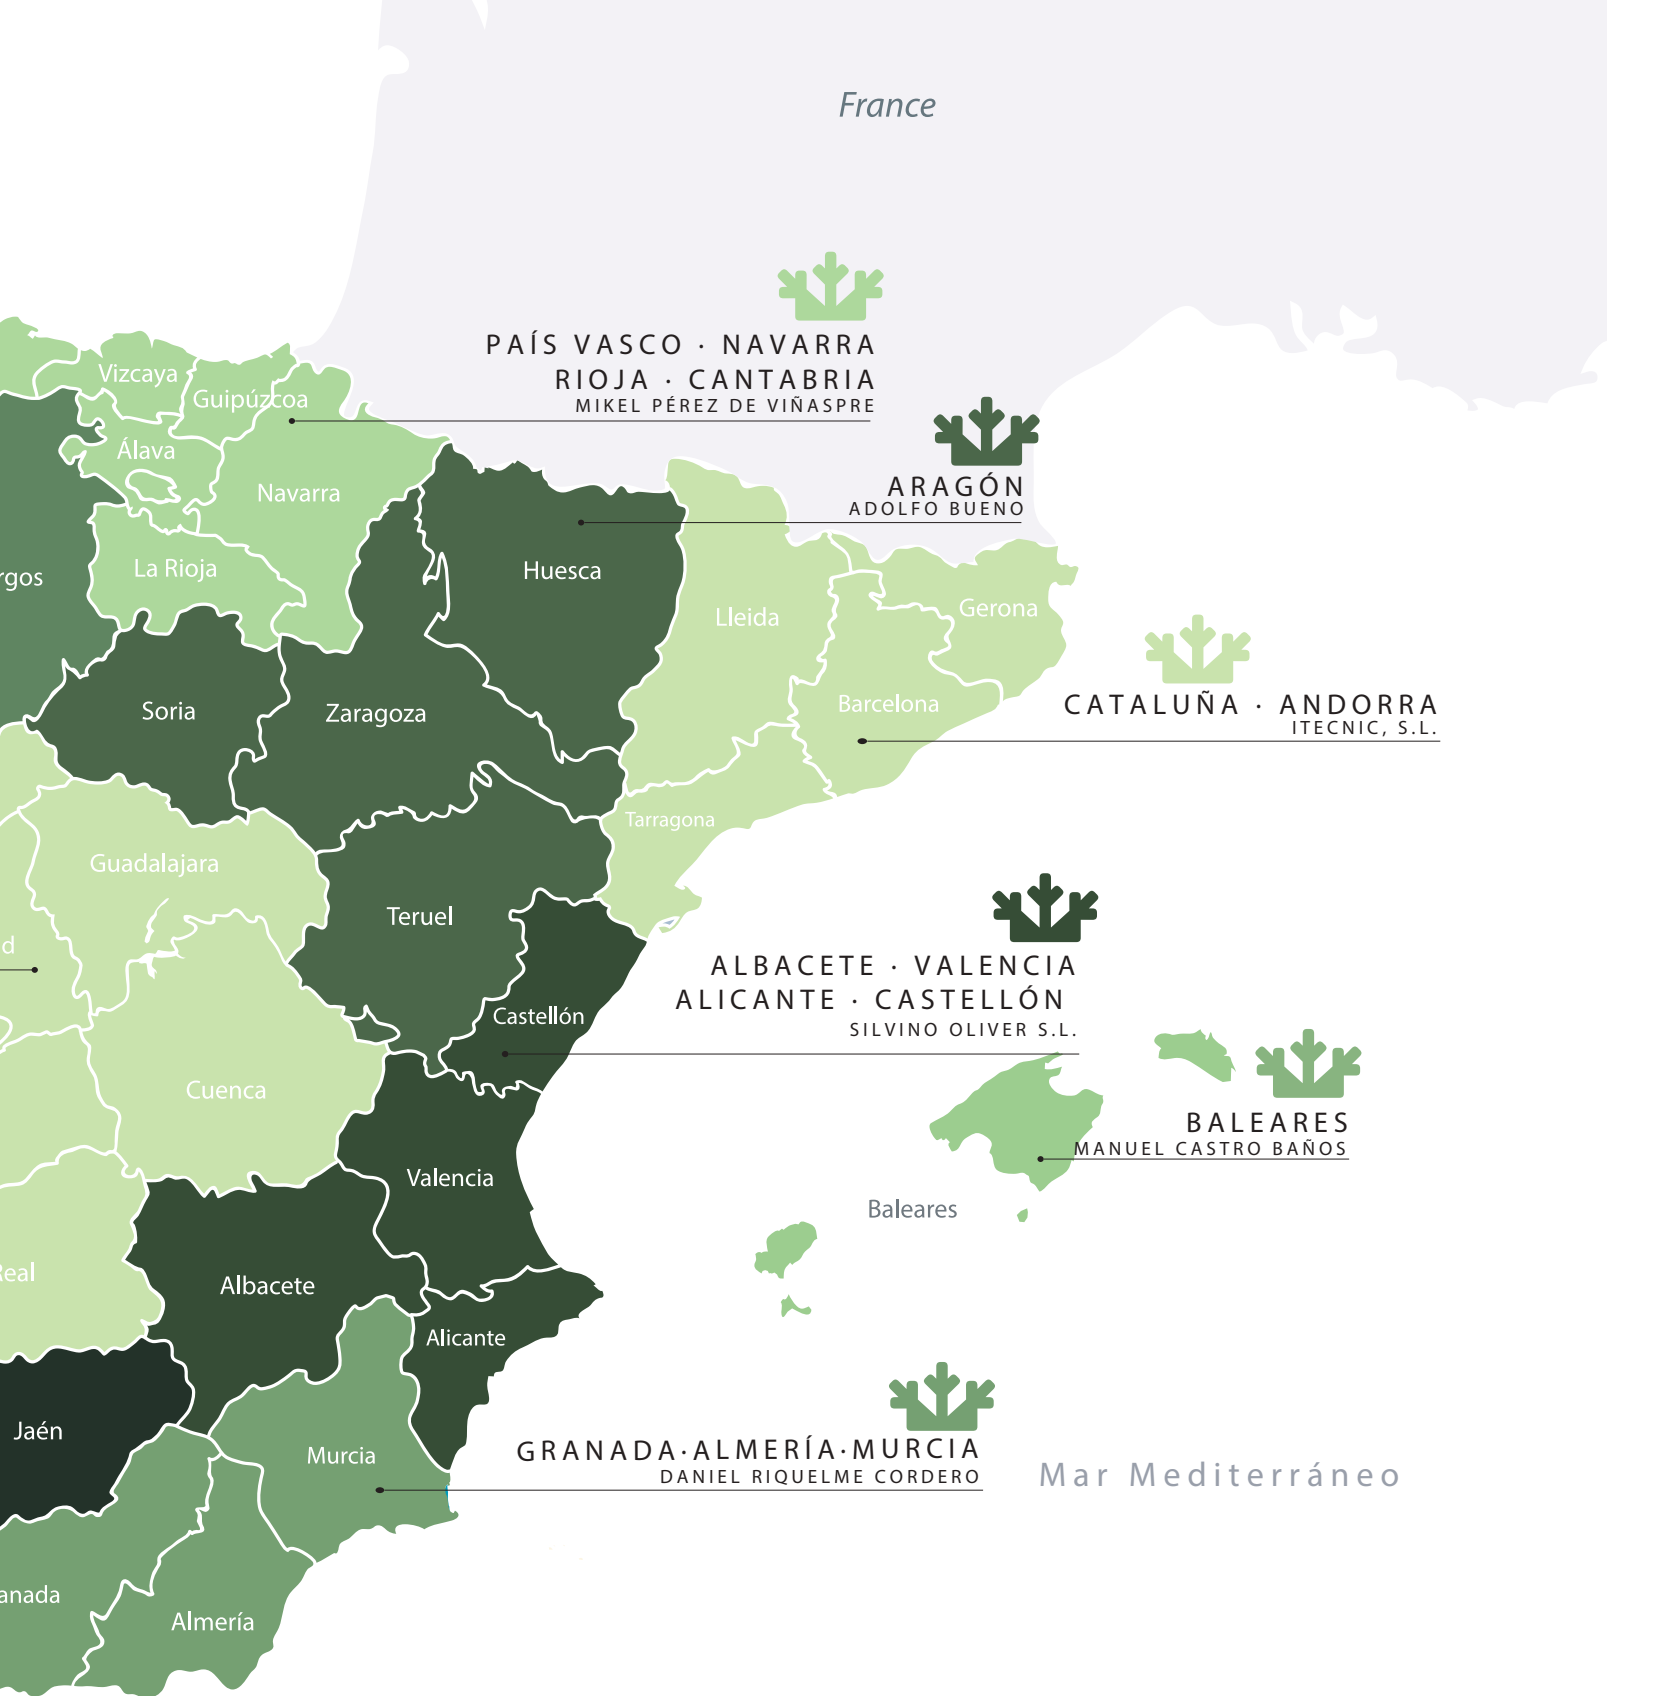 France
PAÍS VASCO · NAVARRA
RIOJA · CANTABRIA
MIKEL PÉREZ DE VIÑASPRE
Vizcaya
Guipúzcoa
Álava
Navarra
ARAGÓN
ADOLFO BUENO
La Rioja
Huesca
rgos
Lleida
Gerona
Soria
Zaragoza
Barcelona
CATALUÑA · ANDORRA
ITECNIC, S.L.
Tarragona
Guadalajara
Teruel
d
ALBACETE · VALENCIA
ALICANTE · CASTELLÓN
SILVINO OLIVER S.L.
Castellón
Cuenca
BALEARES
MANUEL CASTRO BAÑOS
Valencia
Baleares
Real
Albacete
Alicante
Jaén
Murcia
GRANADA·ALMERÍA·MURCIA
DANIEL RIQUELME CORDERO
Mar Mediterráneo
anada
Almería